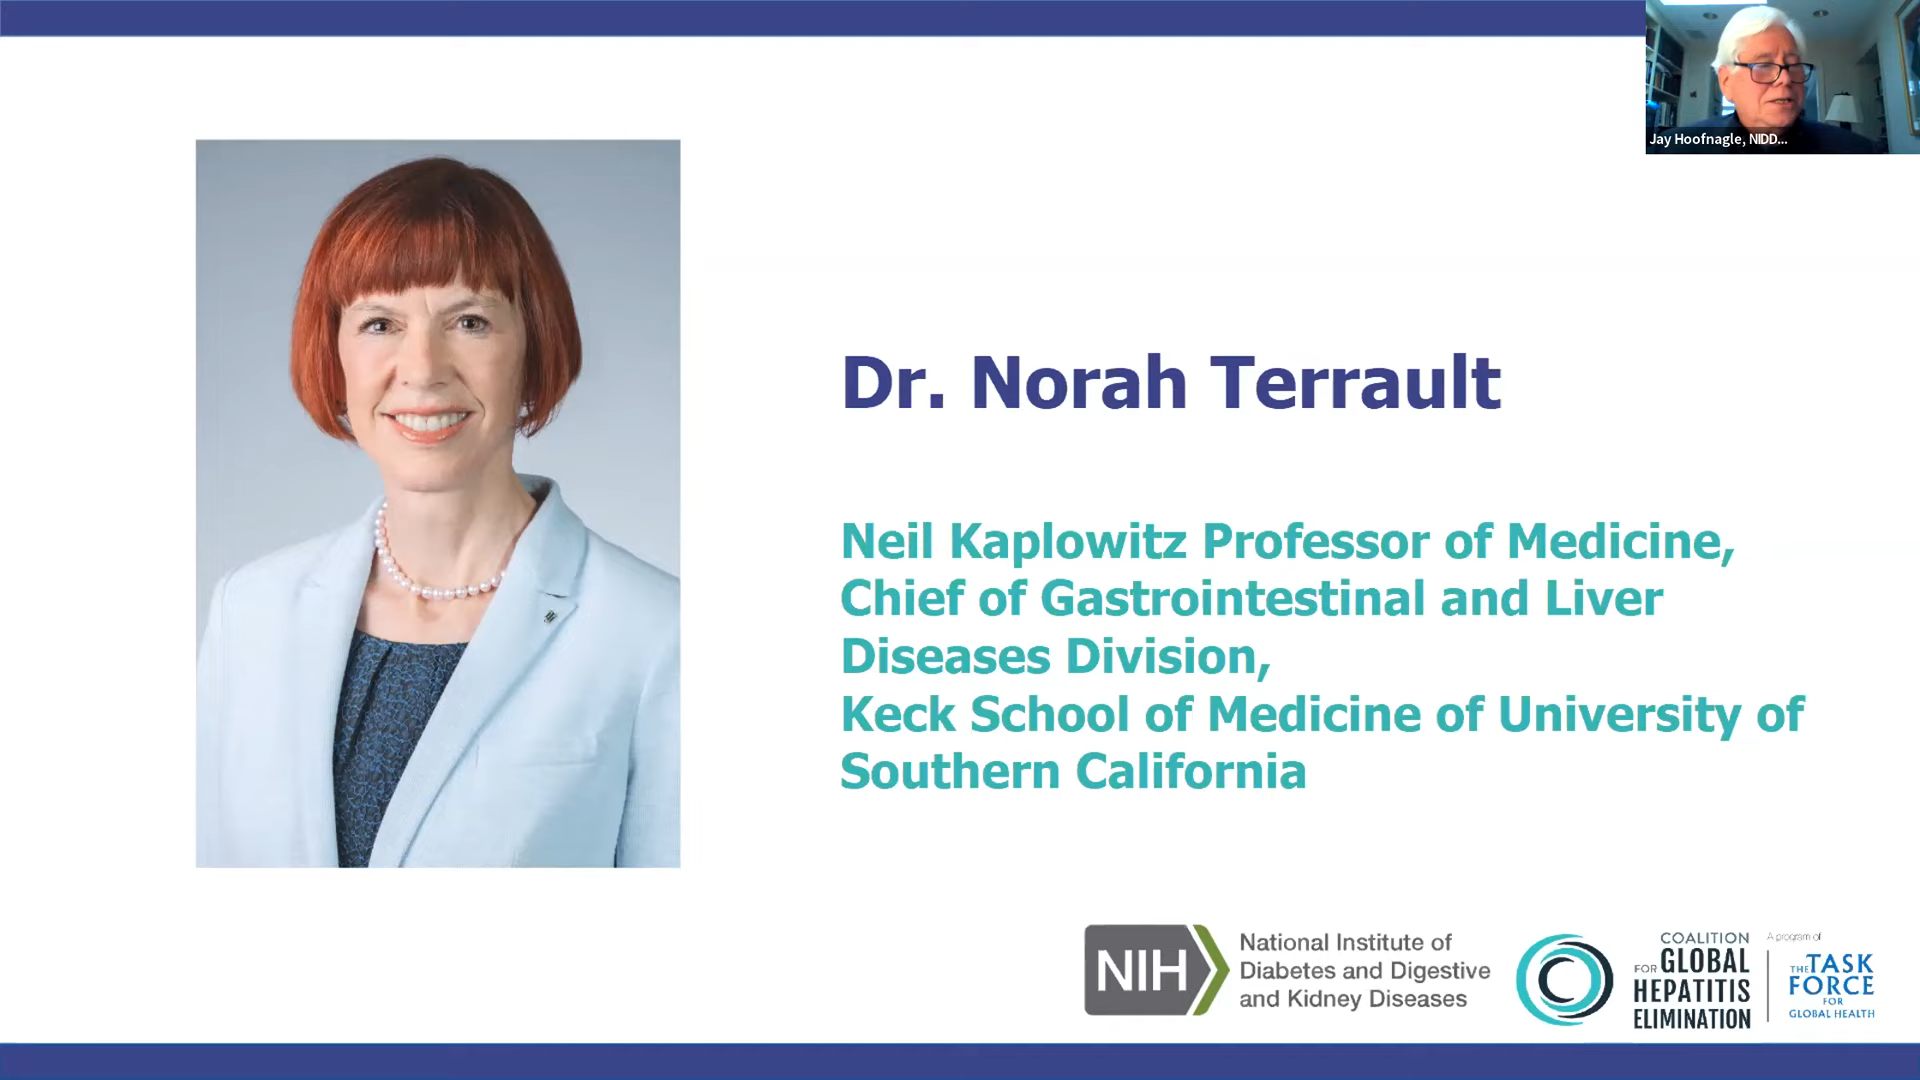 Jay Hoofnagle, NIDD...
Dr. Norah Terrault
Neil Kaplowitz Professor of Medicine,
Chief of Gastrointestinal and Liver
Diseases Division,
Keck School of Medicine of University of
Southern California
NIH
National Institute of
Diabetes and Digestive
and Kidney Diseases
COALITION
FOR GLOBAL
HEPATITIS
ELIMINATION
A program of
THE TASK
FORCE
FOR
GLOBAL HEALTH